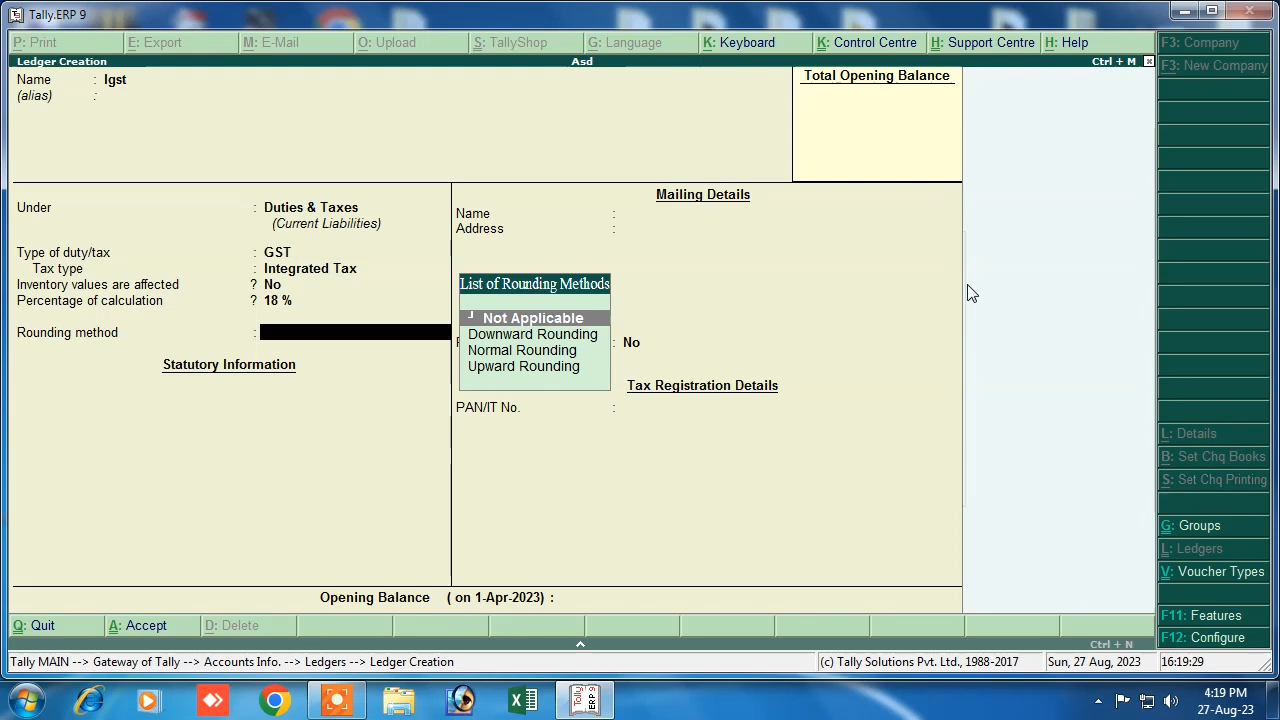 Tally.ERP 9
P: Print E: Export M: E-Mail O: Upload S: TallyShop G: Language K: Keyboard K: Control Centre H: Support Centre H: Help
F3: Company
F3: New Company
Ledger Creation Asd Ctrl + M
Name : Igst
(alias) :
Total Opening Balance
Mailing Details
Under : Duties & Taxes
(Current Liabilities)
Name :
Address :
Type of duty/tax : GST
Tax type : Integrated Tax
Inventory values are affected ? No
Percentage of calculation ? 18 %
Rounding method :
List of Rounding Methods
Not Applicable
Downward Rounding
Normal Rounding
Upward Rounding
: No
Statutory Information
Tax Registration Details
PAN/IT No. :
L: Details
B: Set Chq Books
S: Set Chq Printing
G: Groups
L: Ledgers
V: Voucher Types
F11: Features
F12: Configure
Opening Balance ( on 1-Apr-2023) :
Q: Quit A: Accept D: Delete
Ctrl + N
Tally MAIN --> Gateway of Tally --> Accounts Info. --> Ledgers --> Ledger Creation (c) Tally Solutions Pvt. Ltd., 1988-2017 Sun, 27 Aug, 2023 16:19:29
4:19 PM
27-Aug-23